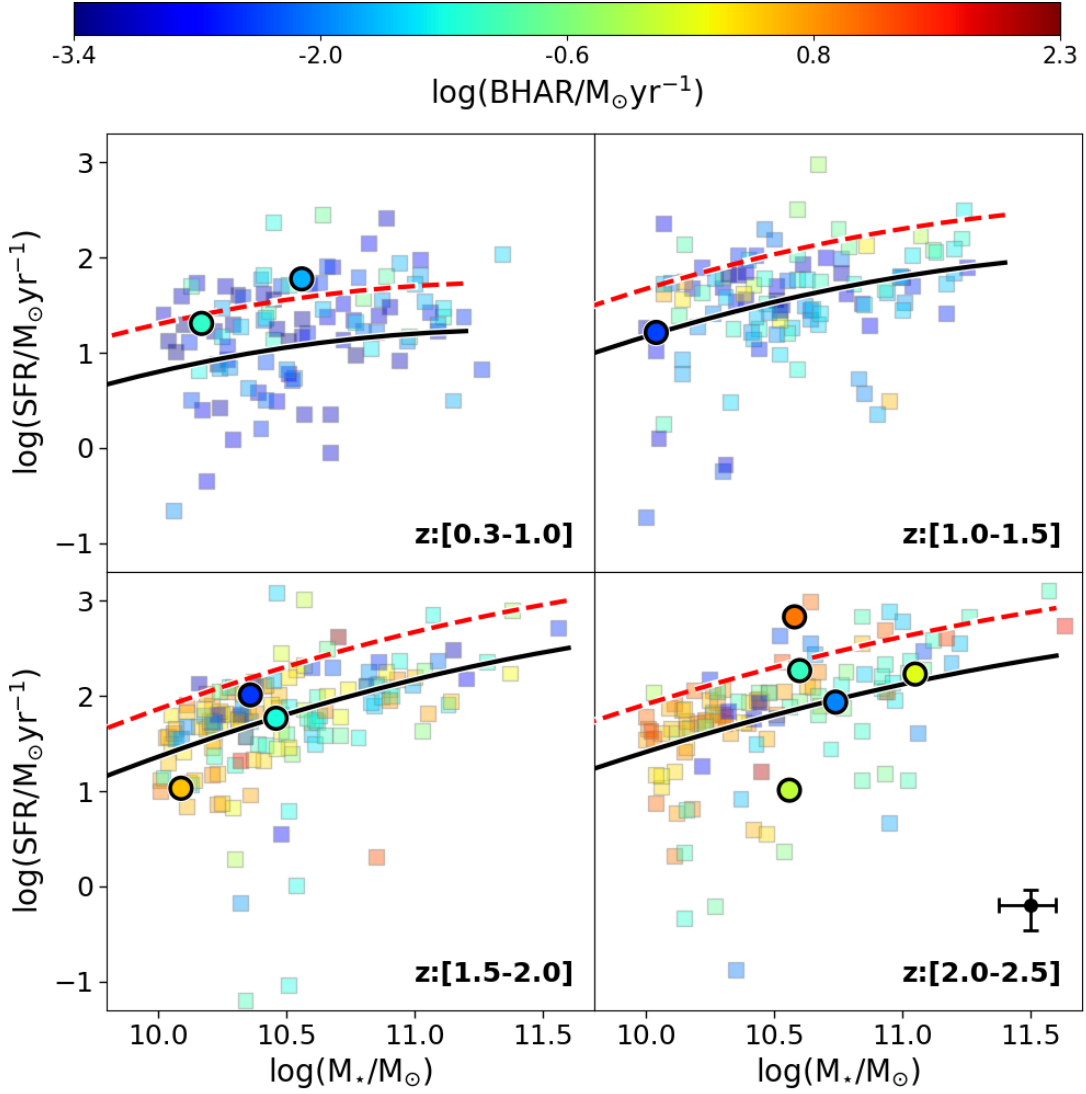 -3.4 -2.0 -0.6 0.8 2.3
log(BHAR/M☉yr⁻¹)
3
2
1
0
−1
log(SFR/M☉yr⁻¹)
z:[0.3-1.0]
z:[1.0-1.5]
3
2
1
0
−1
log(SFR/M☉yr⁻¹)
z:[1.5-2.0]
z:[2.0-2.5]
10.0 10.5 11.0 11.5
10.0 10.5 11.0 11.5
log(M⋆/M☉)
log(M⋆/M☉)